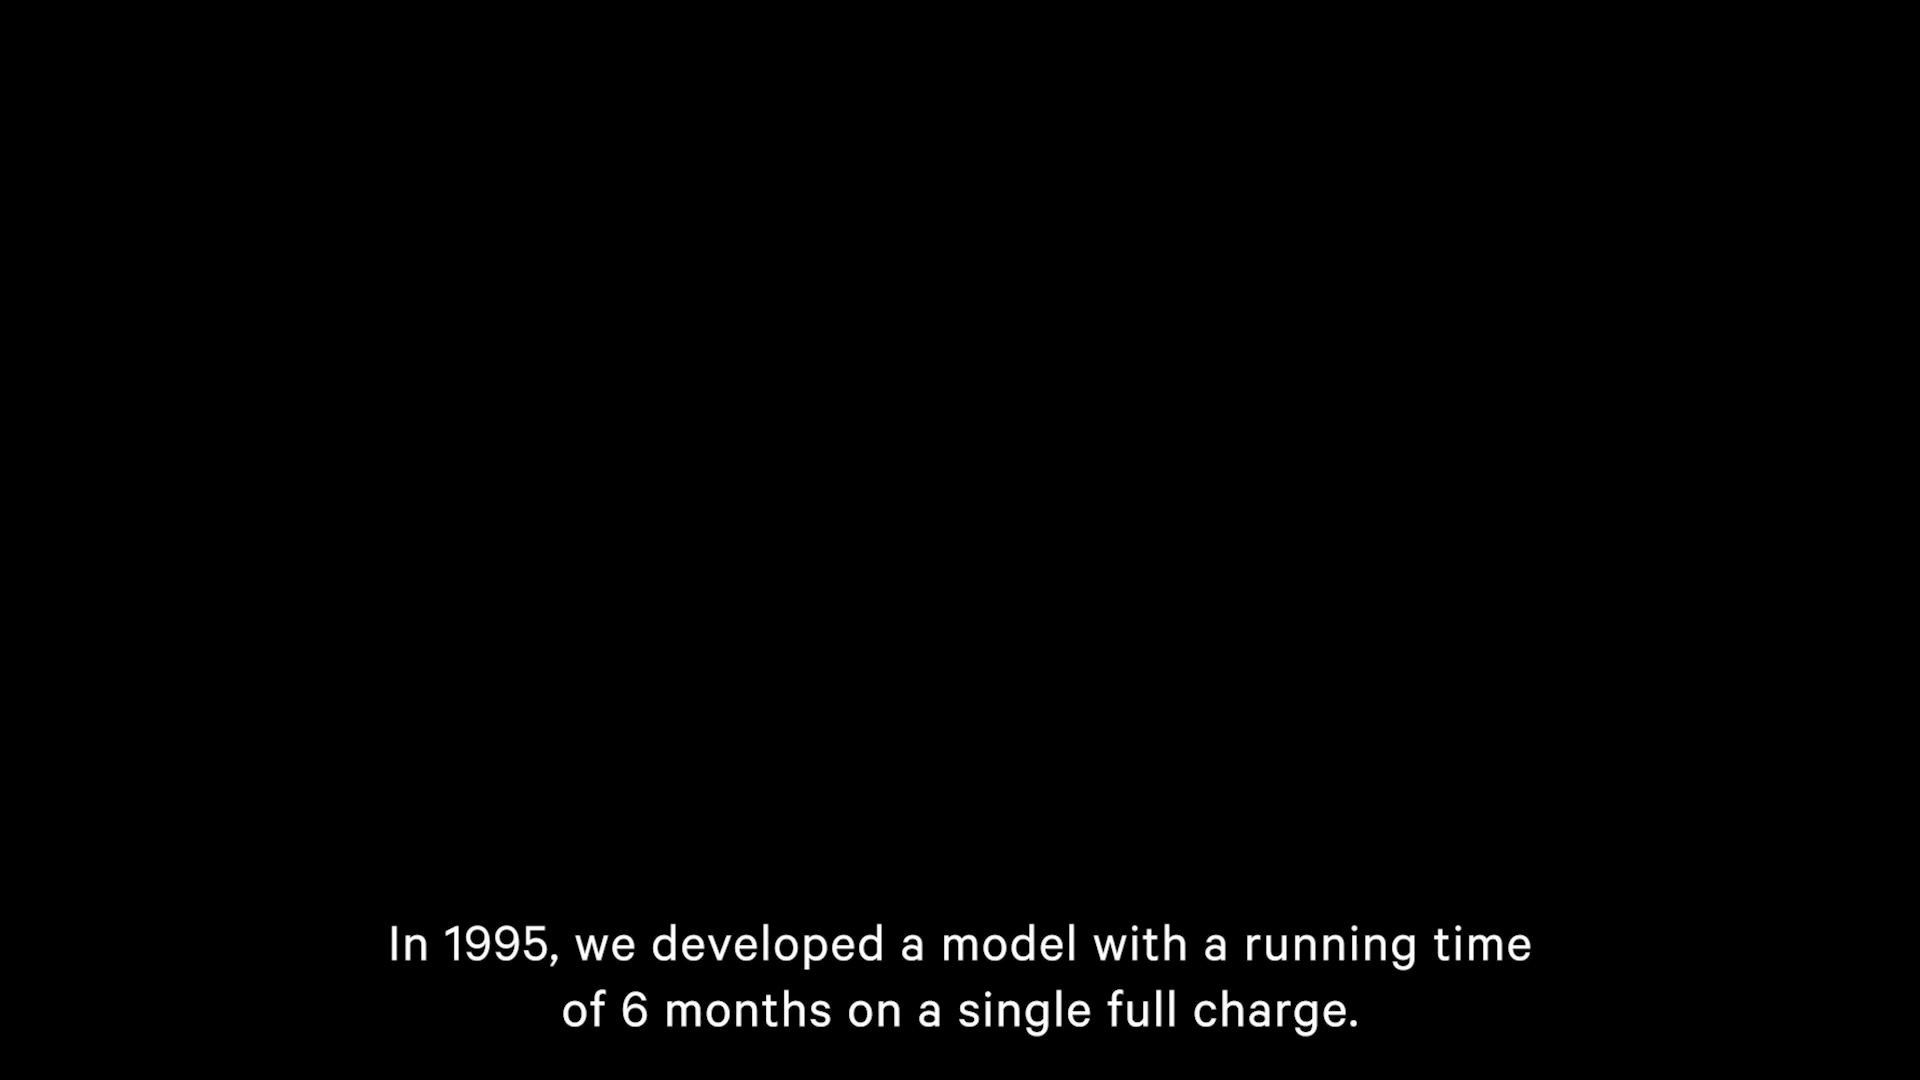 In 1995, we developed a model with a running time
of 6 months on a single full charge.